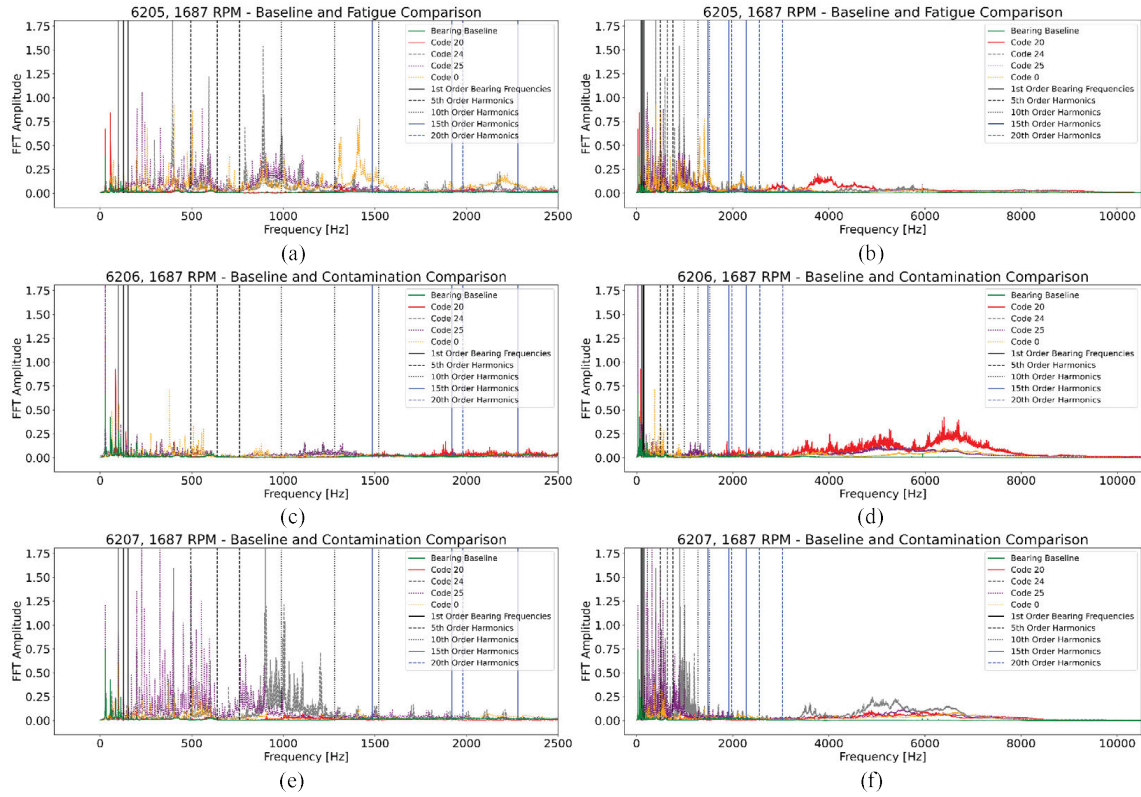 6205, 1687 RPM - Baseline and Fatigue Comparison
FFT Amplitude
1.75
1.50
1.25
1.00
0.75
0.50
0.25
0.00
Bearing Baseline
Code 20
Code 24
Code 25
Code 0
1st Order Bearing Frequencies
5th Order Harmonics
10th Order Harmonics
15th Order Harmonics
20th Order Harmonics
0 500 1000 1500 2000 2500
Frequency [Hz]
(a)
6205, 1687 RPM - Baseline and Fatigue Comparison
FFT Amplitude
1.75
1.50
1.25
1.00
0.75
0.50
0.25
0.00
Bearing Baseline
Code 20
Code 24
Code 25
Code 0
1st Order Bearing Frequencies
5th Order Harmonics
10th Order Harmonics
15th Order Harmonics
20th Order Harmonics
0 2000 4000 6000 8000 10000
Frequency [Hz]
(b)
6206, 1687 RPM - Baseline and Contamination Comparison
FFT Amplitude
1.75
1.50
1.25
1.00
0.75
0.50
0.25
0.00
Bearing Baseline
Code 20
Code 24
Code 25
Code 0
1st Order Bearing Frequencies
5th Order Harmonics
10th Order Harmonics
15th Order Harmonics
20th Order Harmonics
0 500 1000 1500 2000 2500
Frequency [Hz]
(c)
6206, 1687 RPM - Baseline and Contamination Comparison
FFT Amplitude
1.75
1.50
1.25
1.00
0.75
0.50
0.25
0.00
Bearing Baseline
Code 20
Code 24
Code 25
Code 0
1st Order Bearing Frequencies
5th Order Harmonics
10th Order Harmonics
15th Order Harmonics
20th Order Harmonics
0 2000 4000 6000 8000 10000
Frequency [Hz]
(d)
6207, 1687 RPM - Baseline and Contamination Comparison
FFT Amplitude
1.75
1.50
1.25
1.00
0.75
0.50
0.25
0.00
Bearing Baseline
Code 20
Code 24
Code 25
Code 0
1st Order Bearing Frequencies
5th Order Harmonics
10th Order Harmonics
15th Order Harmonics
20th Order Harmonics
0 500 1000 1500 2000 2500
Frequency [Hz]
(e)
6207, 1687 RPM - Baseline and Contamination Comparison
FFT Amplitude
1.75
1.50
1.25
1.00
0.75
0.50
0.25
0.00
Bearing Baseline
Code 20
Code 24
Code 25
Code 0
1st Order Bearing Frequencies
5th Order Harmonics
10th Order Harmonics
15th Order Harmonics
20th Order Harmonics
0 2000 4000 6000 8000 10000
Frequency [Hz]
(f)